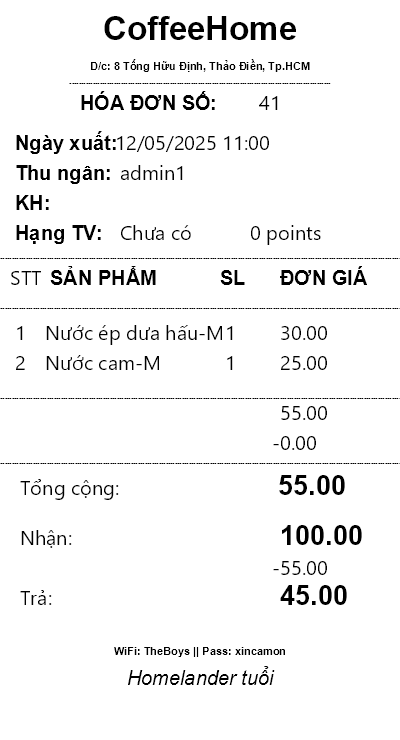 CoffeeHome
D/c: 8 Tống Hữu Định, Thảo Điền, Tp.HCM
HÓA ĐƠN SỐ: 41
Ngày xuất:12/05/2025 11:00
Thu ngân: admin1
KH:
Hạng TV: Chưa có 0 points
STT SẢN PHẨM SL ĐƠN GIÁ
1 Nước ép dưa hấu-M1 30.00
2 Nước cam-M 1 25.00
55.00
-0.00
Tổng cộng: 55.00
Nhận: 100.00
-55.00
Trả: 45.00
WiFi: TheBoys || Pass: xincamon
Homelander tuổi